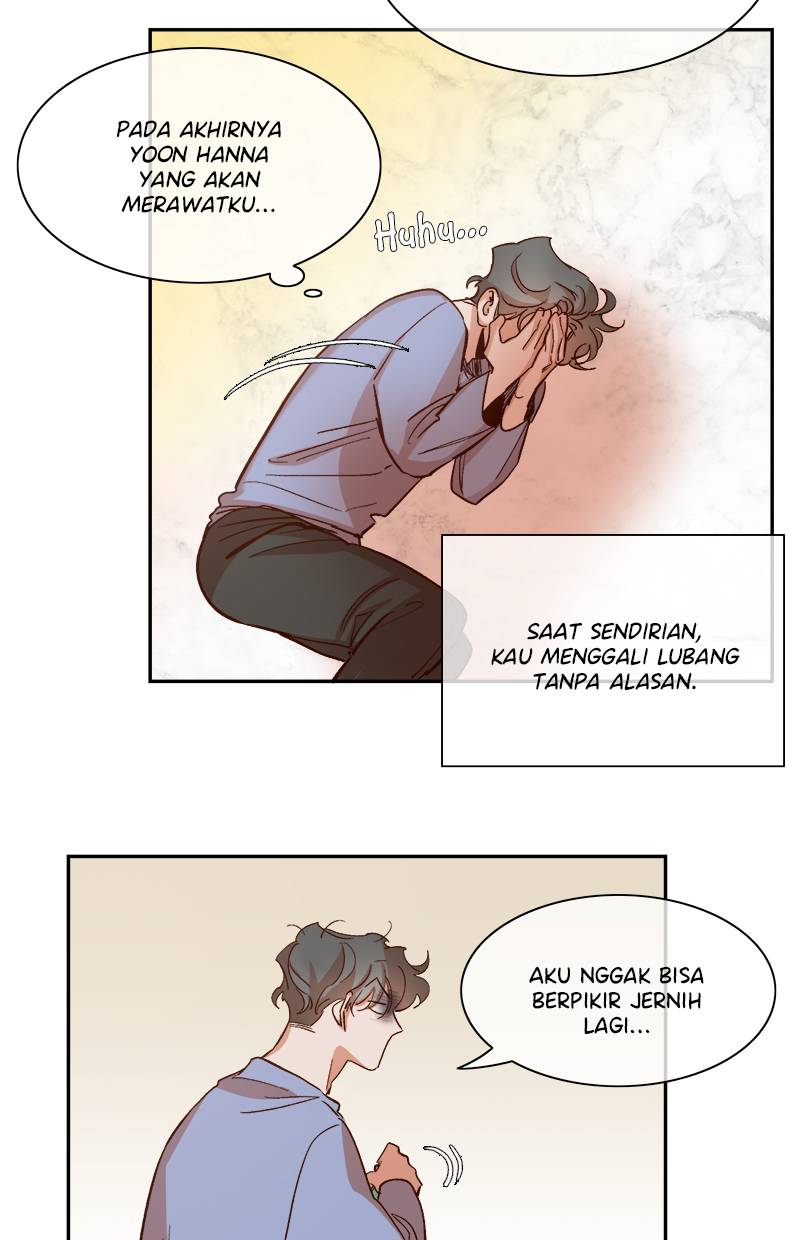 PADA AKHIRNYA
YOON HANNA
YANG AKAN
MERAWATKU...
Huhu...
SAAT SENDIRIAN,
KAU MENGGALI LUBANG
TANPA ALASAN.
AKU NGGAK BISA
BERPIKIR JERNIH
LAGI...